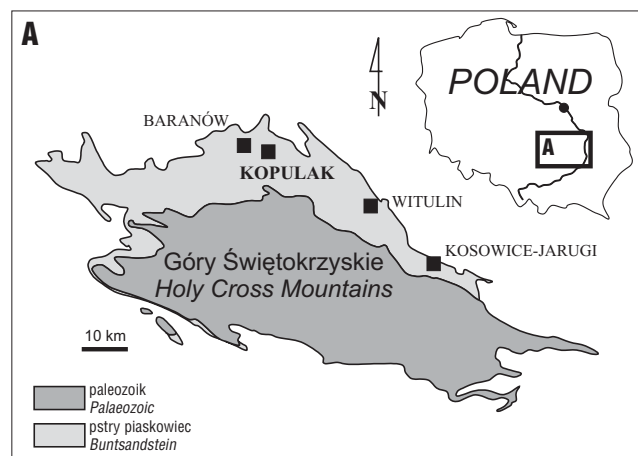 A
POLAND
A
N
BARANÓW
KOPULAK
WITULIN
KOSOWICE-JARUGI
Góry Świętokrzyskie
Holy Cross Mountains
10 km
paleozoik
Palaeozoic
pstry piaskowiec
Buntsandstein